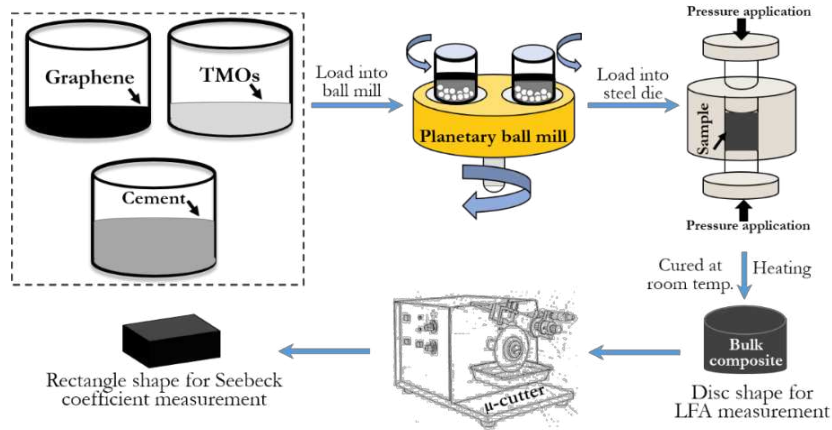 Graphene
TMOs
Cement
Load into
ball mill
Planetary ball mill
Load into
steel die
Pressure application
Sample
Pressure application
Cured at
room temp.
Heating
Bulk
composite
Disc shape for
LFA measurement
μ-cutter
Rectangle shape for Seebeck
coefficient measurement